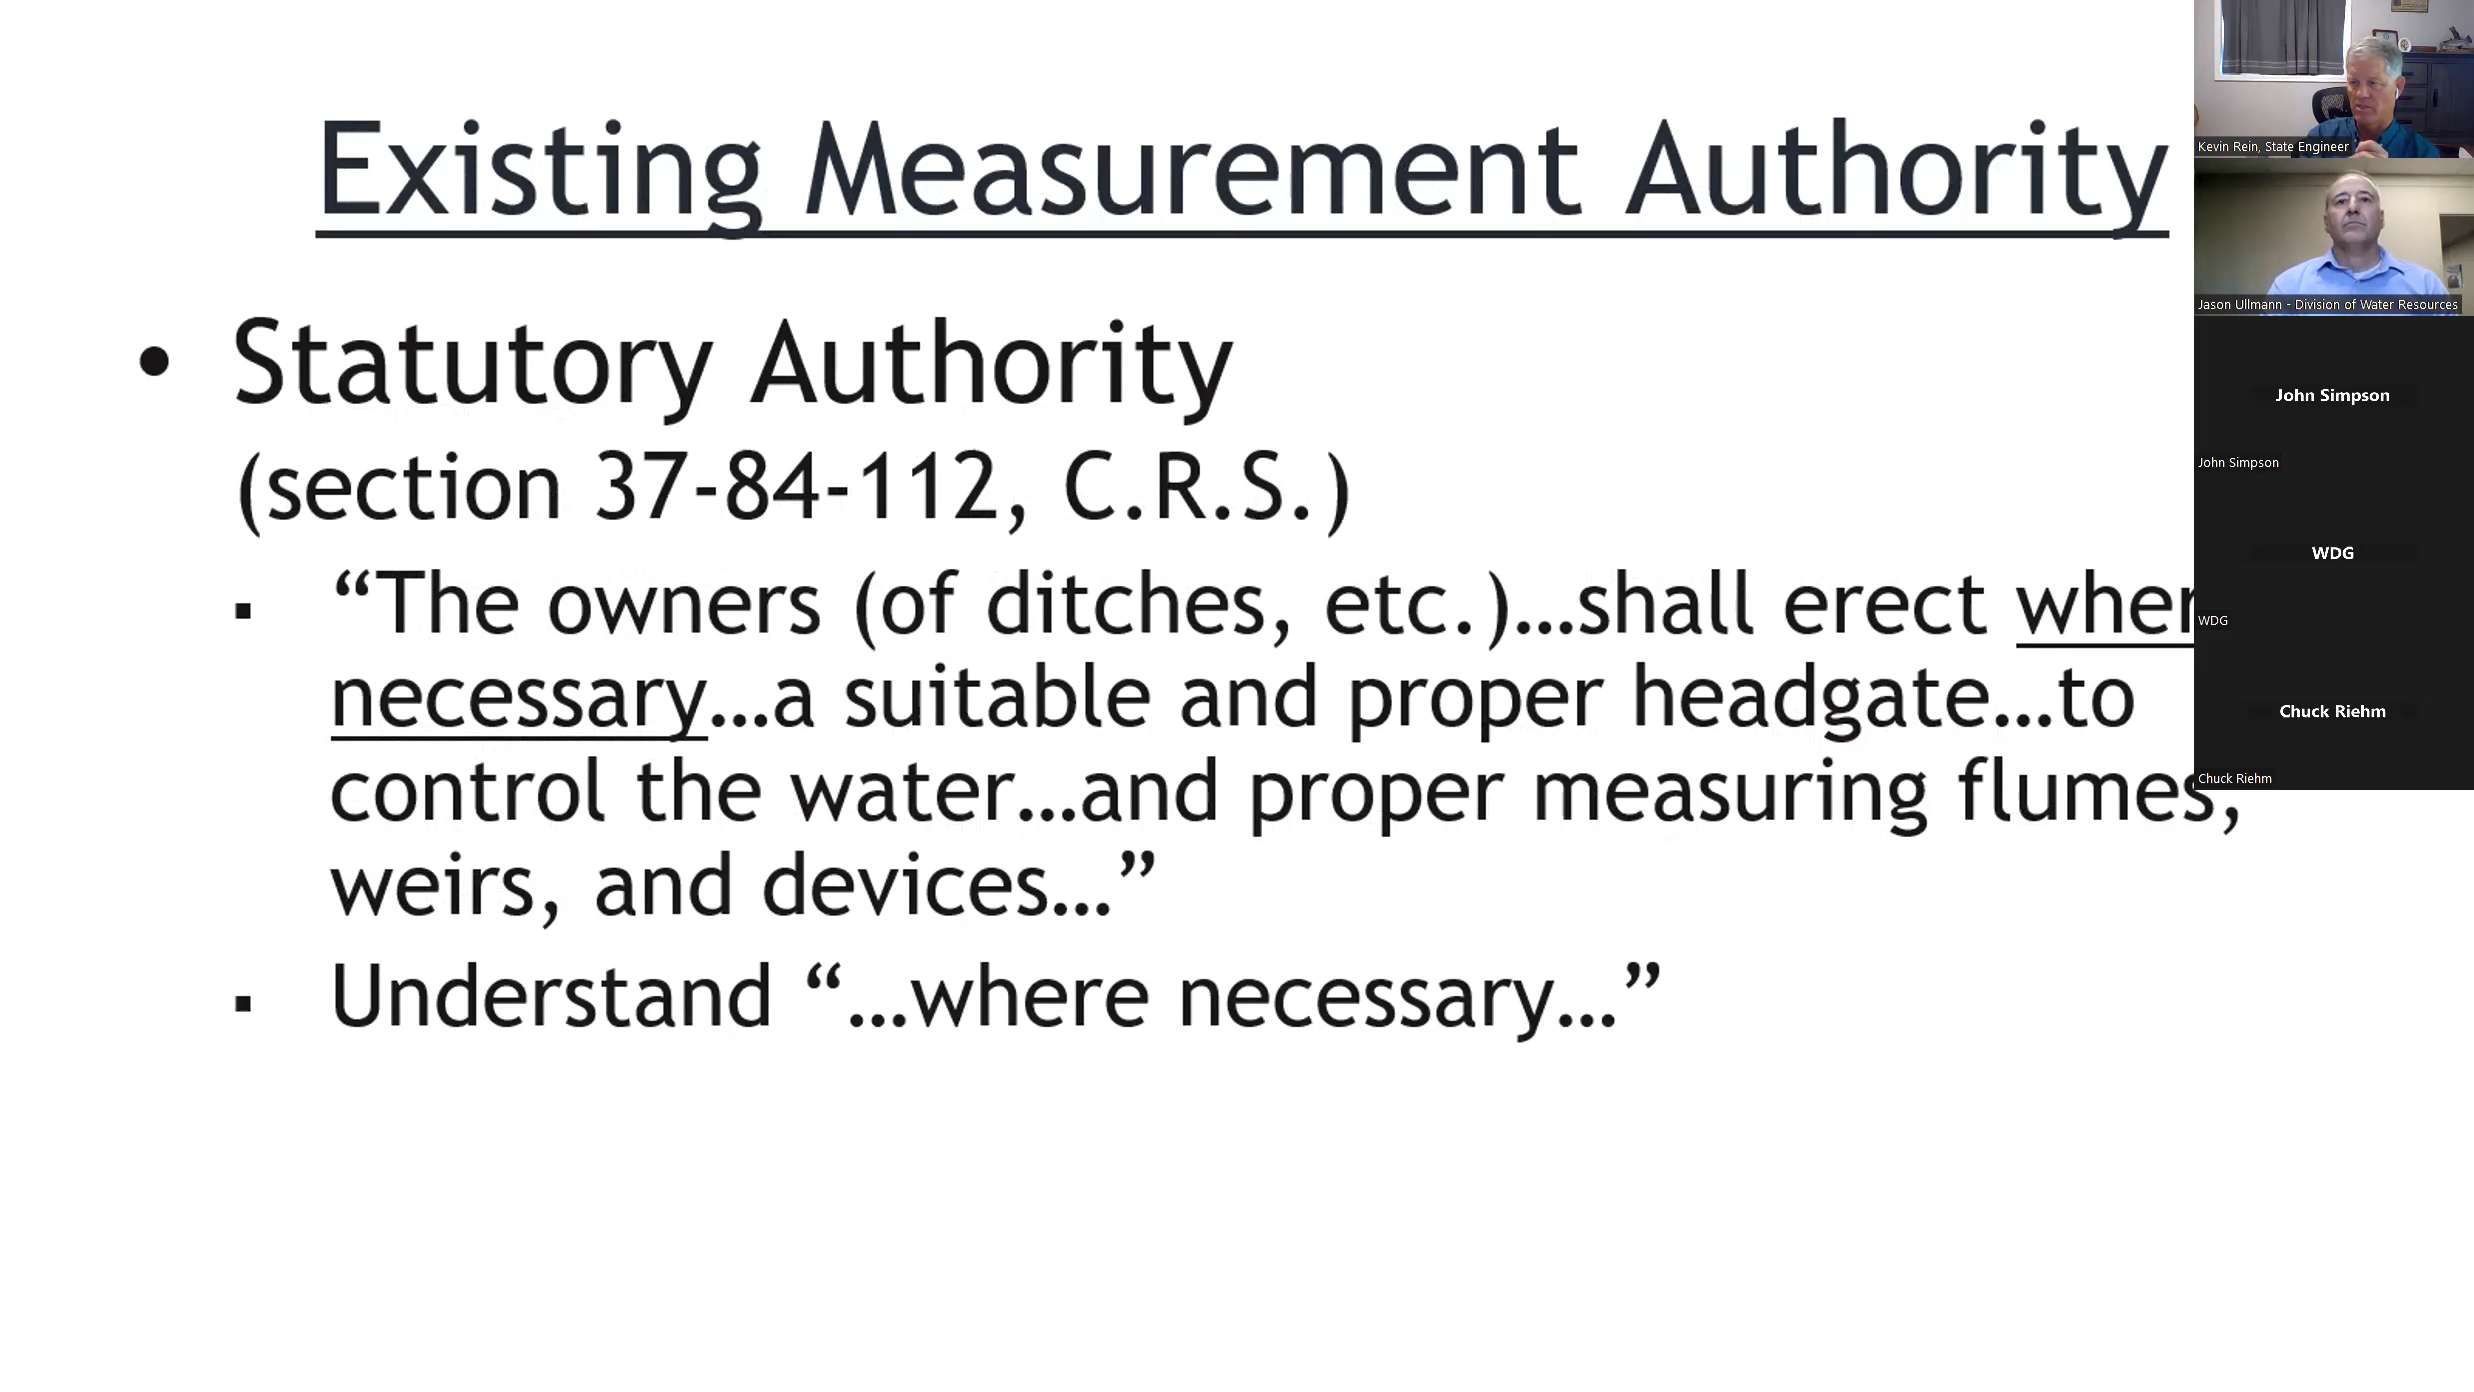 Existing Measurement Authority
• Statutory Authority
(section 37-84-112, C.R.S.)
▪ “The owners (of ditches, etc.)…shall erect wher
necessary…a suitable and proper headgate…to
control the water…and proper measuring flumes,
weirs, and devices…”
▪ Understand “…where necessary…”
Kevin Rein, State Engineer
Jason Ullmann - Division of Water Resources
John Simpson
John Simpson
WDG
WDG
Chuck Riehm
Chuck Riehm